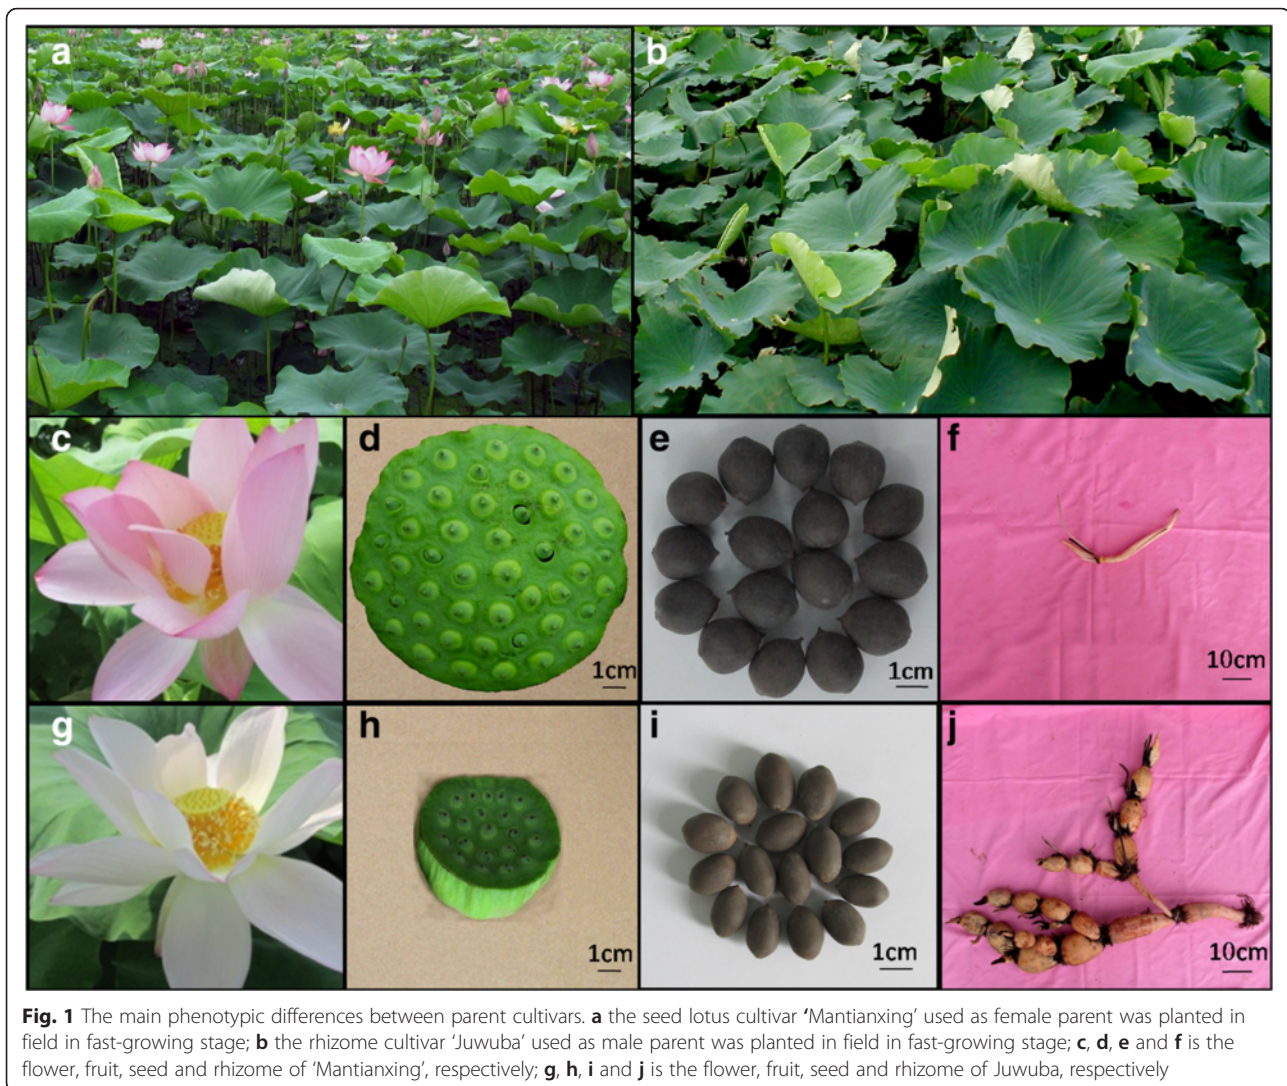 a
b
c
d
1cm
e
1cm
f
10cm
g
h
1cm
i
1cm
j
10cm
Fig. 1 The main phenotypic differences between parent cultivars. a the seed lotus cultivar 'Mantianxing' used as female parent was planted in
field in fast-growing stage; b the rhizome cultivar 'Juwuba' used as male parent was planted in field in fast-growing stage; c, d, e and f is the
flower, fruit, seed and rhizome of 'Mantianxing', respectively; g, h, i and j is the flower, fruit, seed and rhizome of Juwuba, respectively